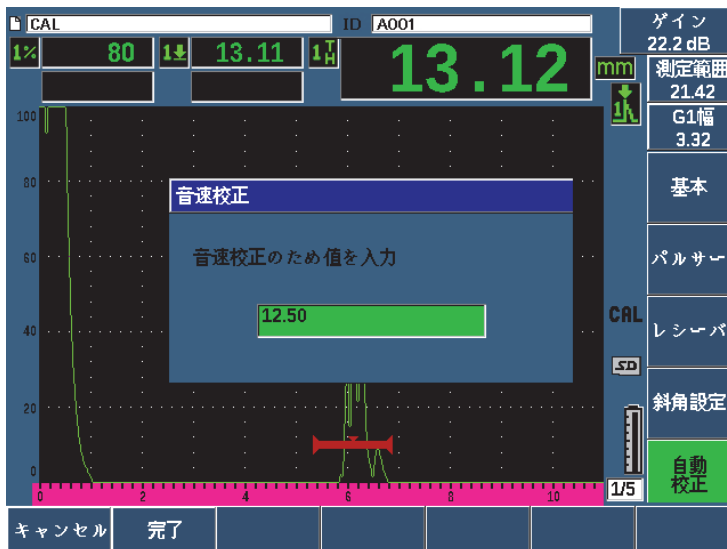 CAL ID A001
1% 80 1 13.11 1TH 13.12 mm
ゲイン
22.2 dB
測定範囲
21.42
G1幅
3.32
基本
パルサー
レシーバ
斜角設定
自動
校正
100
80
60
40
20
0
音速校正
音速校正のため値を入力
12.50
CAL
SD
0 2 4 6 8 10
1/5
キャンセル 完了